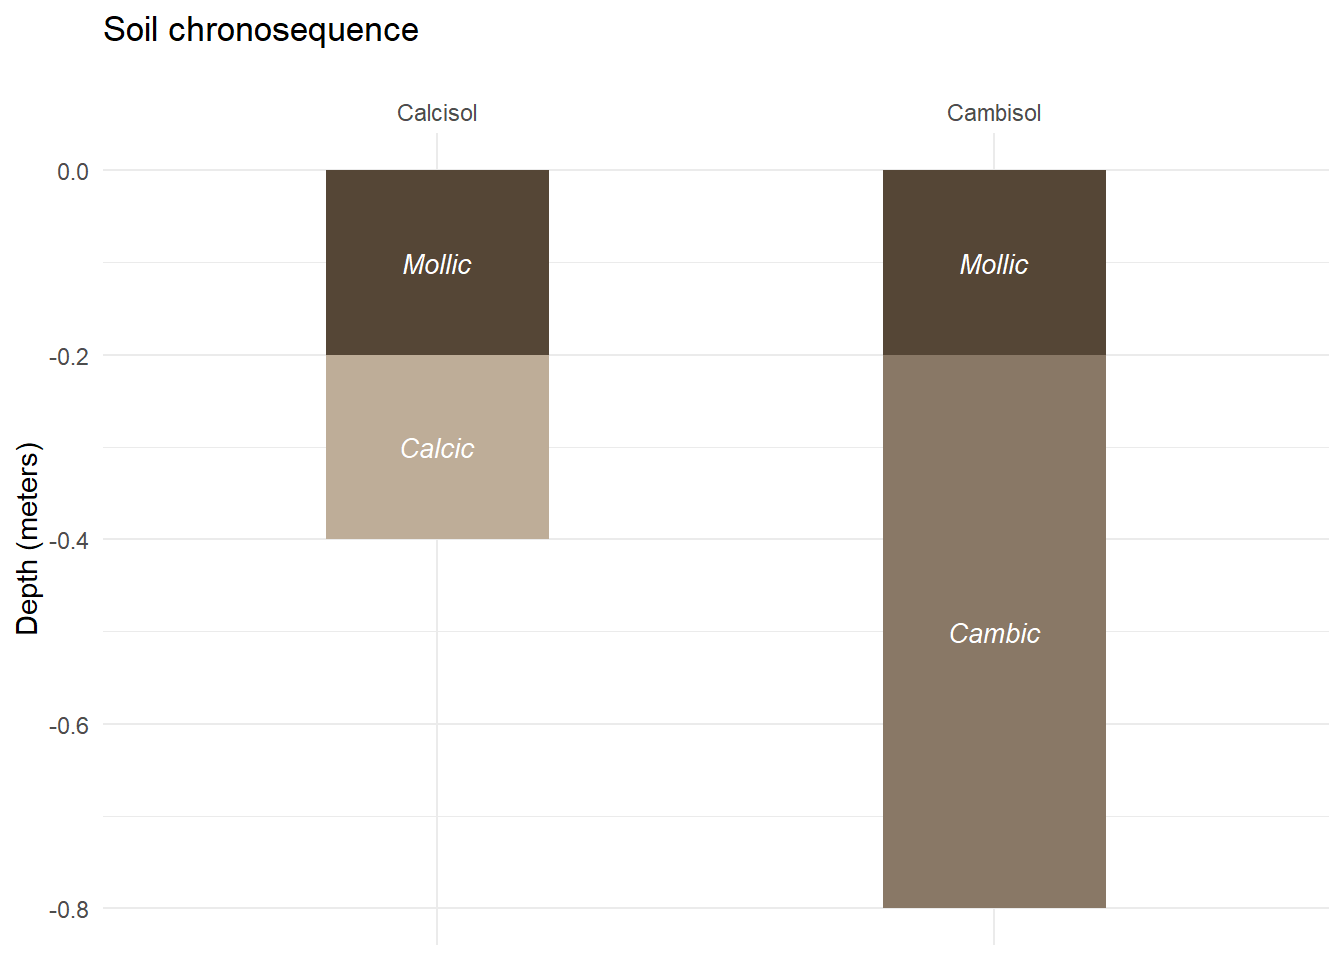 Soil chronosequence
Calcisol
Cambisol
0.0
Mollic
Mollic
-0.2
Calcic
Depth (meters)
-0.4
Cambic
-0.6
-0.8